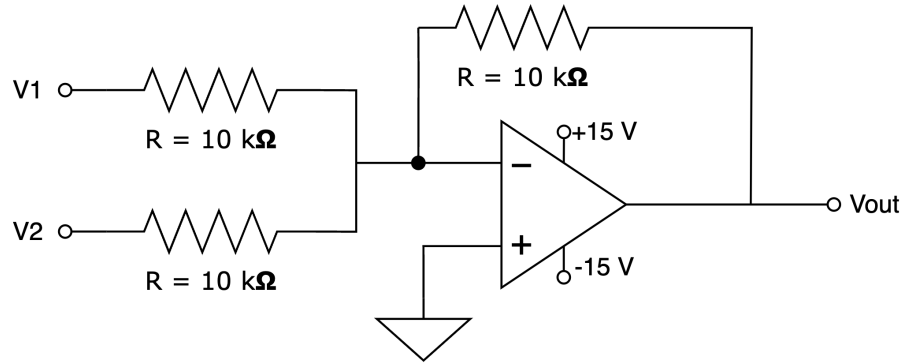 R = 10 kΩ
V1
+15 V
R = 10 kΩ
−
Vout
V2
+
-15 V
R = 10 kΩ